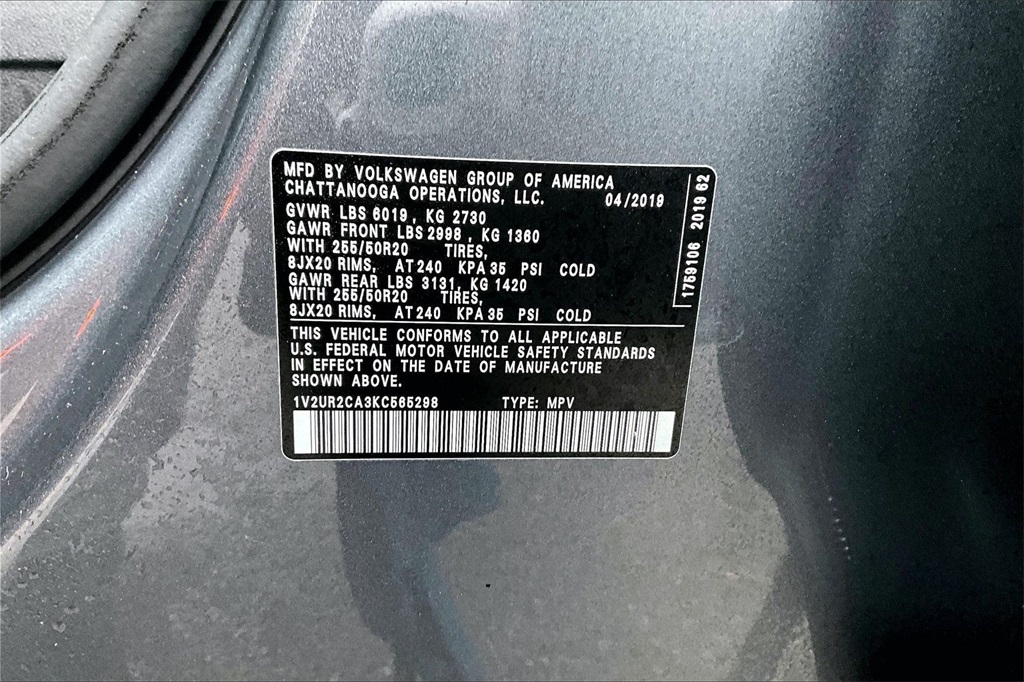 MFD BY VOLKSWAGEN GROUP OF AMERICA
CHATTANOOGA OPERATIONS, LLC. 04/2019
GVWR LBS 6019, KG 2730
GAWR FRONT LBS 2998, KG 1360
WITH 255/50R20 TIRES,
8JX20 RIMS, AT 240 KPA 35 PSI COLD
GAWR REAR LBS 3131, KG 1420
WITH 255/50R20 TIRES,
8JX20 RIMS, AT 240 KPA 35 PSI COLD
THIS VEHICLE CONFORMS TO ALL APPLICABLE
U.S. FEDERAL MOTOR VEHICLE SAFETY STANDARDS
IN EFFECT ON THE DATE OF MANUFACTURE
SHOWN ABOVE.
1V2UR2CA3KC565298 TYPE: MPV
1759106 2019 62